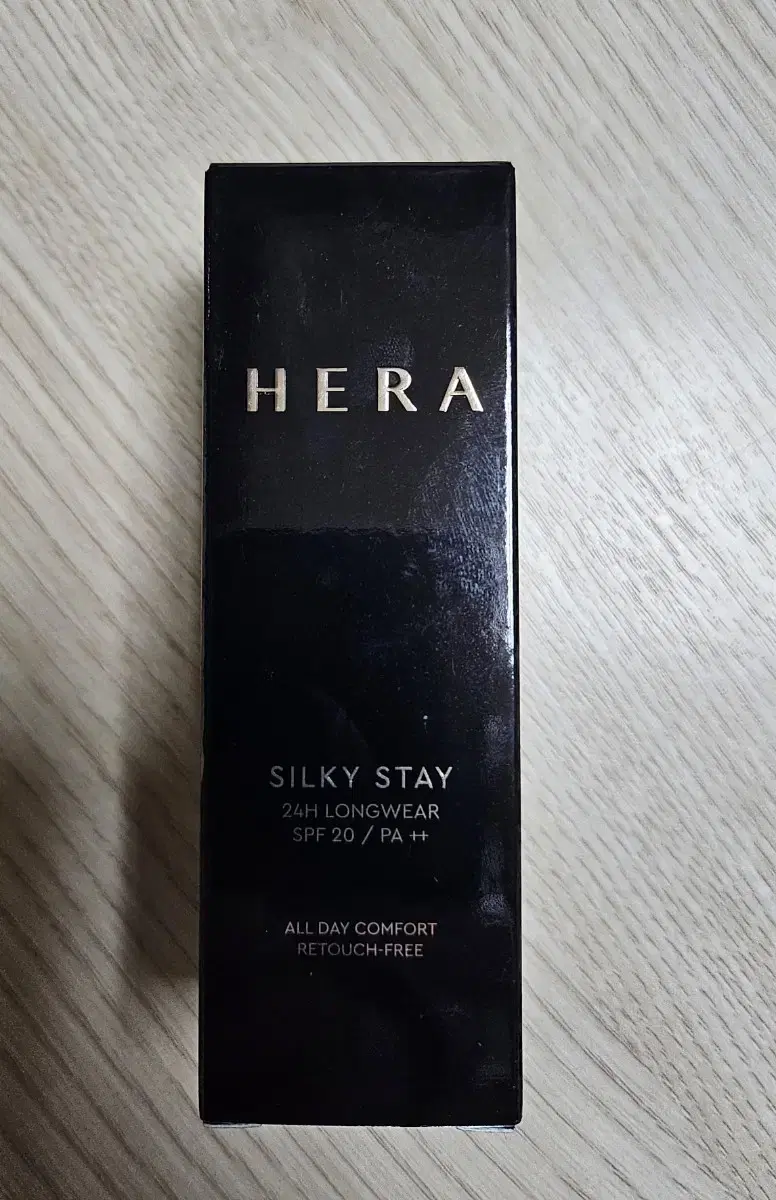 HERA
SILKY STAY
24H LONGWEAR
SPF 20 / PA ++
ALL DAY COMFORT
RETOUCH-FREE